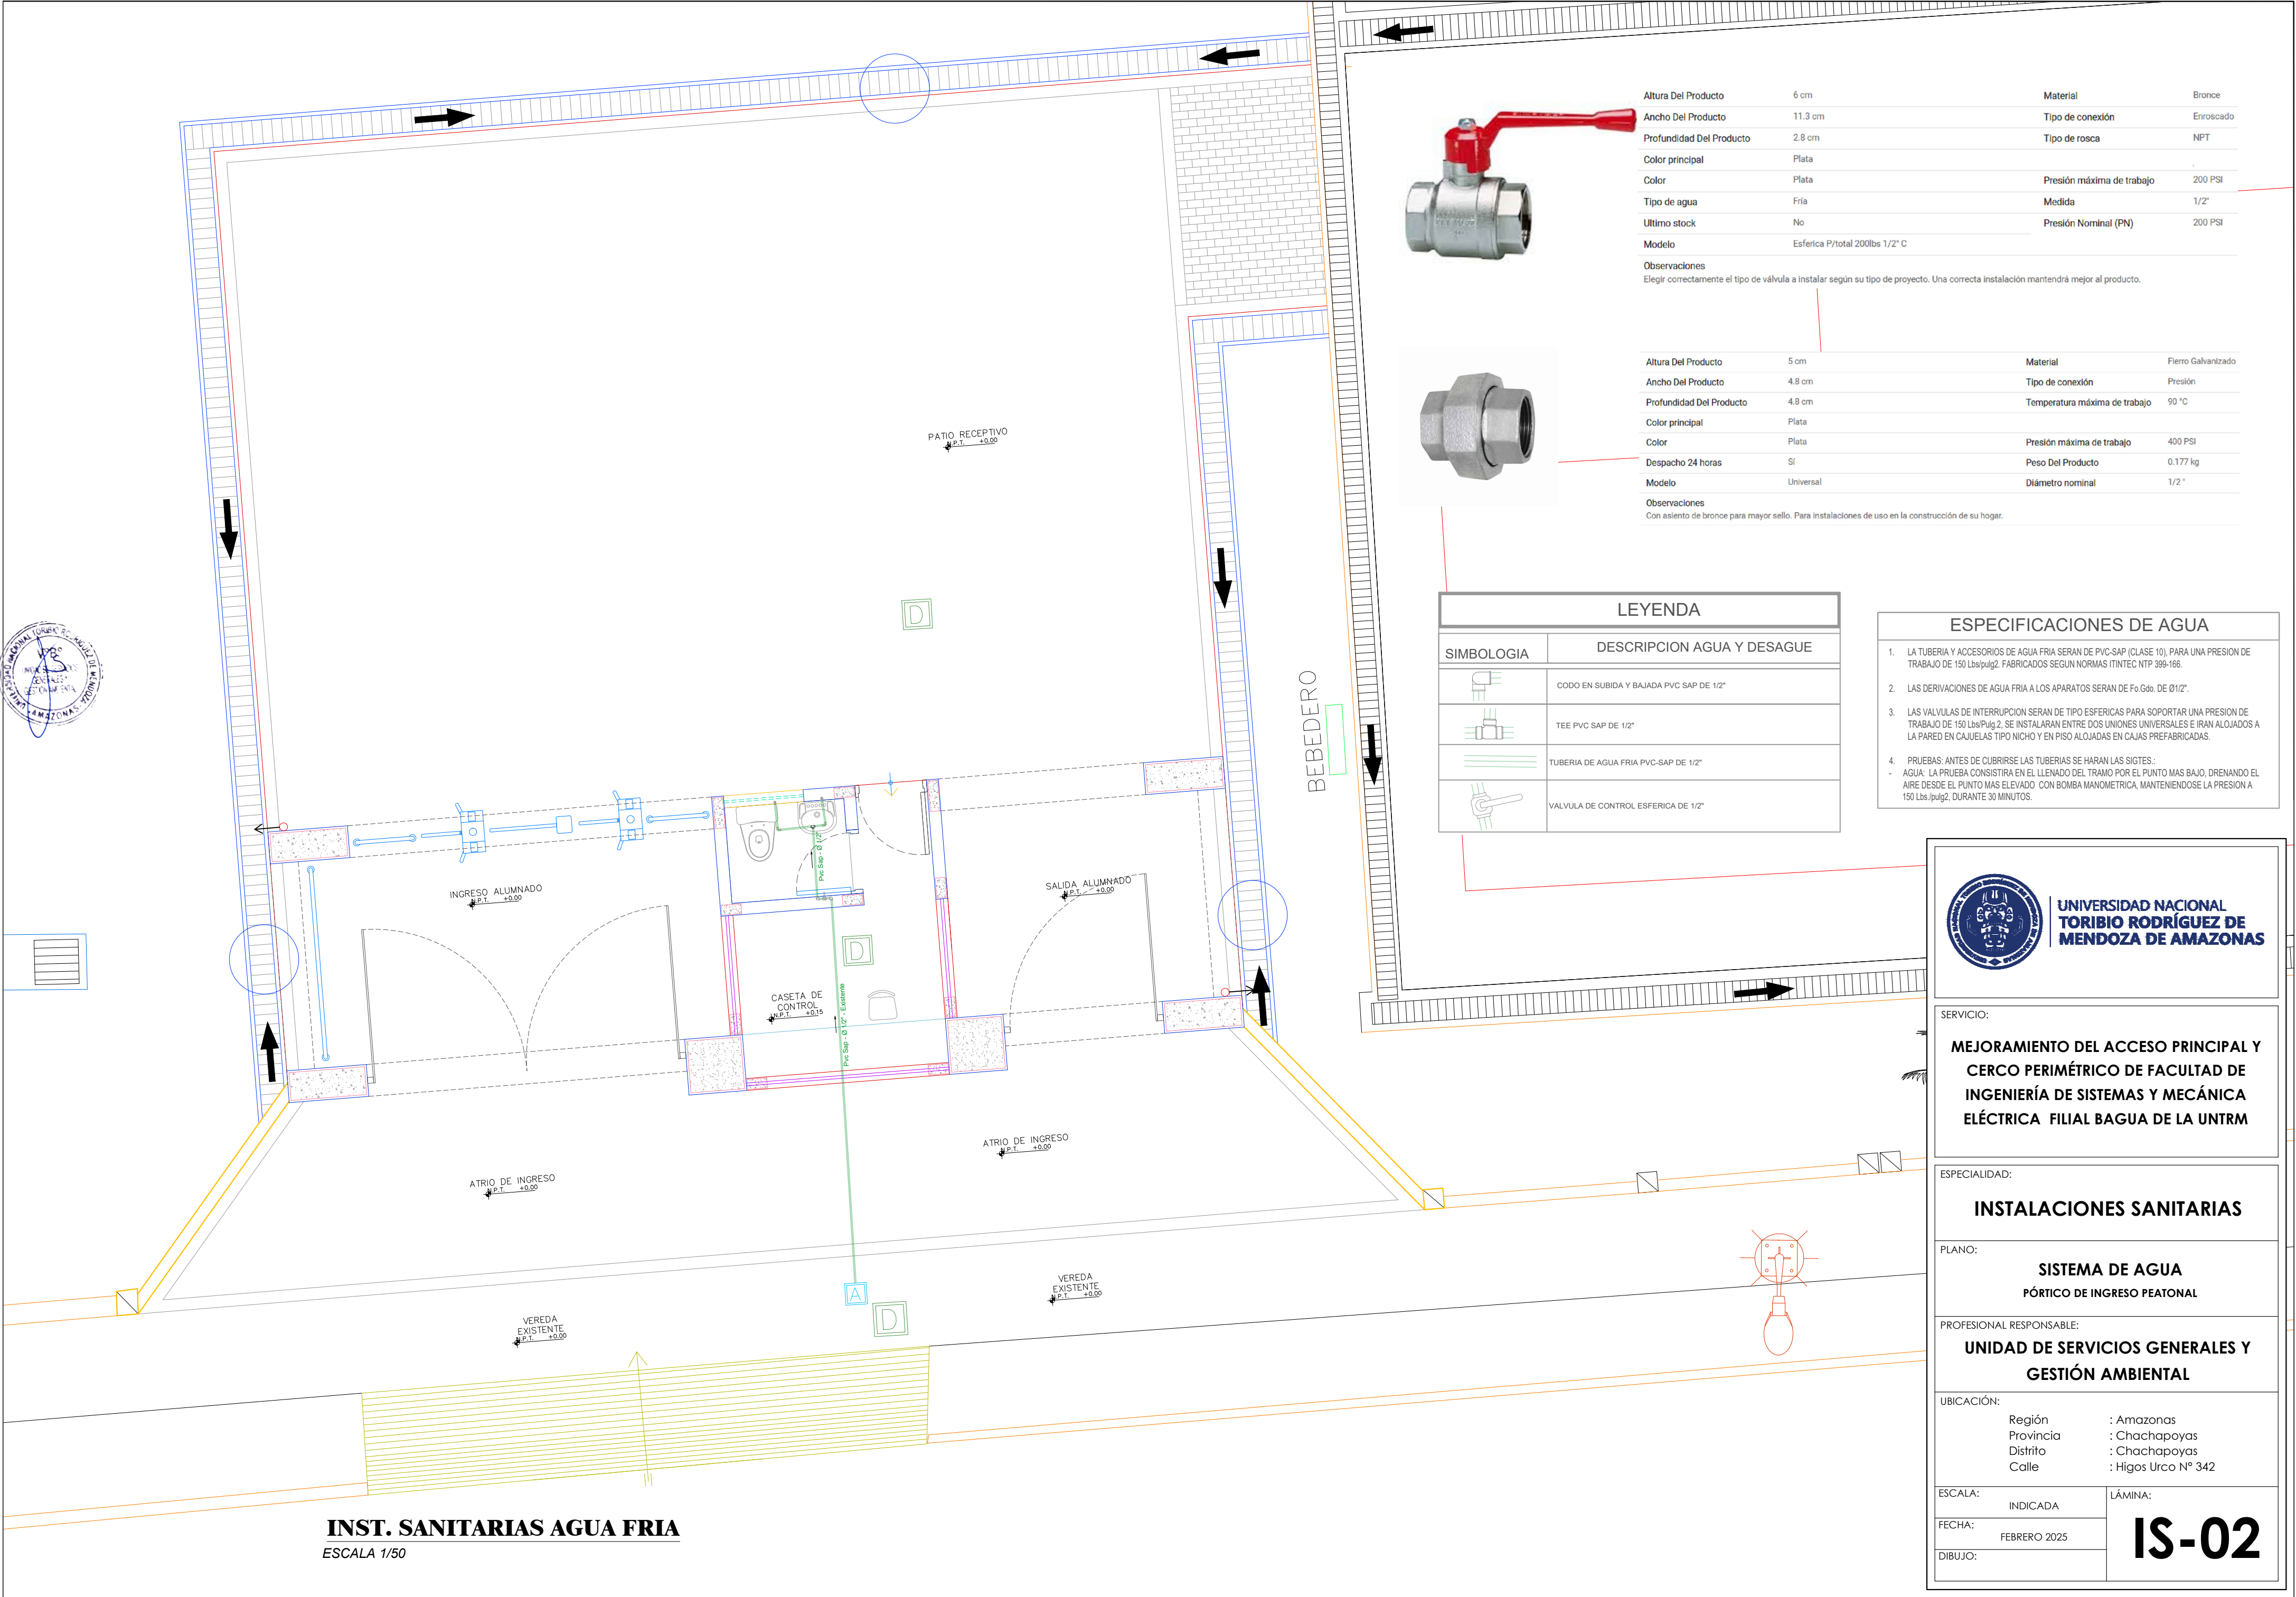 Altura Del Producto 6 cm Material Bronce
Ancho Del Producto 11.3 cm Tipo de conexión Enroscado
Profundidad Del Producto 2.8 cm Tipo de rosca NPT
Color principal Plata
Color Plata Presión máxima de trabajo 200 PSI
Tipo de agua Fría Medida 1/2"
Ultimo stock No Presión Nominal (PN) 200 PSI
Modelo Esferica P/total 200lbs 1/2" C
Observaciones
Elegir correctamente el tipo de válvula a instalar según su tipo de proyecto. Una correcta instalación mantendrá mejor al producto.
Altura Del Producto 5 cm Material Fierro Galvanizado
Ancho Del Producto 4.8 cm Tipo de conexión Presión
Profundidad Del Producto 4.8 cm Temperatura máxima de trabajo 90 °C
Color principal Plata
Color Plata Presión máxima de trabajo 400 PSI
Despacho 24 horas Sí Peso Del Producto 0.177 kg
Modelo Universal Diámetro nominal 1/2 "
Observaciones
Con asiento de bronce para mayor sello. Para instalaciones de uso en la construcción de su hogar.
PATIO RECEPTIVO
N.P.T. +0.00
D
BEBEDERO
INGRESO ALUMNADO
N.P.T. +0.00
Pvc Sap - Ø 1/2"
SALIDA ALUMNADO
N.P.T. +0.00
D
CASETA DE
CONTROL
N.P.T. +0.15
Pvc Sap - Ø 1/2" - Existente
ATRIO DE INGRESO
N.P.T. +0.00
ATRIO DE INGRESO
N.P.T. +0.00
A
D
VEREDA
EXISTENTE
N.P.T. +0.00
VEREDA
EXISTENTE
N.P.T. +0.00
INST. SANITARIAS AGUA FRIA
ESCALA 1/50
LEYENDA
SIMBOLOGIA DESCRIPCION AGUA Y DESAGUE
CODO EN SUBIDA Y BAJADA PVC SAP DE 1/2"
TEE PVC SAP DE 1/2"
TUBERIA DE AGUA FRIA PVC-SAP DE 1/2"
VALVULA DE CONTROL ESFERICA DE 1/2"
ESPECIFICACIONES DE AGUA
1. LA TUBERIA Y ACCESORIOS DE AGUA FRIA SERAN DE PVC-SAP (CLASE 10), PARA UNA PRESION DE
TRABAJO DE 150 Lbs/pulg2. FABRICADOS SEGUN NORMAS ITINTEC NTP 399-166.
2. LAS DERIVACIONES DE AGUA FRIA A LOS APARATOS SERAN DE Fo.Gdo. DE Ø1/2".
3. LAS VALVULAS DE INTERRUPCION SERAN DE TIPO ESFERICAS PARA SOPORTAR UNA PRESION DE
TRABAJO DE 150 Lbs/Pulg.2, SE INSTALARAN ENTRE DOS UNIONES UNIVERSALES E IRAN ALOJADOS A
LA PARED EN CAJUELAS TIPO NICHO Y EN PISO ALOJADAS EN CAJAS PREFABRICADAS.
4. PRUEBAS: ANTES DE CUBRIRSE LAS TUBERIAS SE HARAN LAS SIGTES.:
- AGUA: LA PRUEBA CONSISTIRA EN EL LLENADO DEL TRAMO POR EL PUNTO MAS BAJO, DRENANDO EL
AIRE DESDE EL PUNTO MAS ELEVADO CON BOMBA MANOMETRICA, MANTENIENDOSE LA PRESION A
150 Lbs./pulg2, DURANTE 30 MINUTOS.
UNIVERSIDAD NACIONAL
TORIBIO RODRÍGUEZ DE
MENDOZA DE AMAZONAS
SERVICIO:
MEJORAMIENTO DEL ACCESO PRINCIPAL Y
CERCO PERIMÉTRICO DE FACULTAD DE
INGENIERÍA DE SISTEMAS Y MECÁNICA
ELÉCTRICA FILIAL BAGUA DE LA UNTRM
ESPECIALIDAD:
INSTALACIONES SANITARIAS
PLANO:
SISTEMA DE AGUA
PÓRTICO DE INGRESO PEATONAL
PROFESIONAL RESPONSABLE:
UNIDAD DE SERVICIOS GENERALES Y
GESTIÓN AMBIENTAL
UBICACIÓN:
Región : Amazonas
Provincia : Chachapoyas
Distrito : Chachapoyas
Calle : Higos Urco N° 342
ESCALA:
INDICADA
FECHA:
FEBRERO 2025
DIBUJO:
LÁMINA:
IS-02